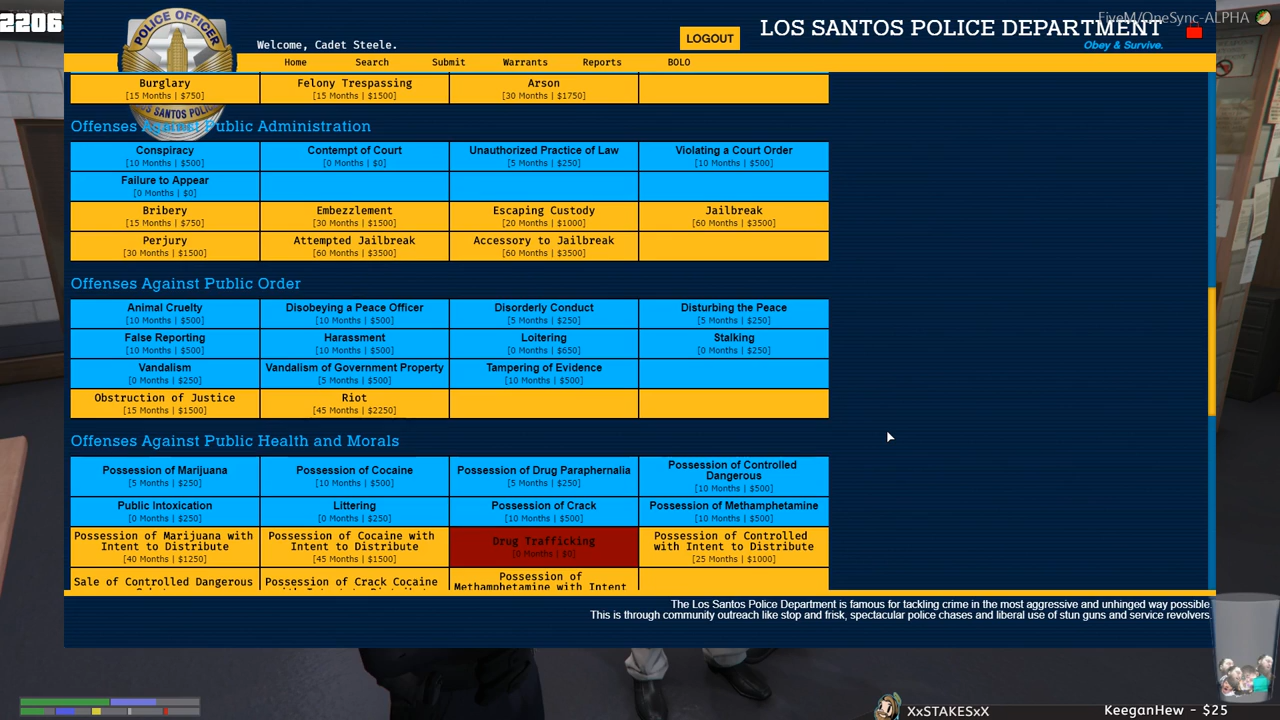 2206
POLICE OFFICER
LOS SANTOS POLICE
Welcome, Cadet Steele.
LOGOUT
LOS SANTOS POLICE DEPARTMENT
FiveM/OneSync-ALPHA
Obey & Survive.
Home Search Submit Warrants Reports BOLO
Burglary Felony Trespassing Arson
[15 Months | $750] [15 Months | $1500] [30 Months | $1750]
Offenses Against Public Administration
Conspiracy Contempt of Court Unauthorized Practice of Law Violating a Court Order
[10 Months | $500] [0 Months | $0] [5 Months | $250] [10 Months | $500]
Failure to Appear
[0 Months | $0]
Bribery Embezzlement Escaping Custody Jailbreak
[15 Months | $750] [30 Months | $1500] [20 Months | $1000] [60 Months | $3500]
Perjury Attempted Jailbreak Accessory to Jailbreak
[30 Months | $1500] [60 Months | $3500] [60 Months | $3500]
Offenses Against Public Order
Animal Cruelty Disobeying a Peace Officer Disorderly Conduct Disturbing the Peace
[10 Months | $500] [10 Months | $500] [5 Months | $250] [5 Months | $250]
False Reporting Harassment Loitering Stalking
[10 Months | $500] [10 Months | $500] [0 Months | $650] [0 Months | $250]
Vandalism Vandalism of Government Property Tampering of Evidence
[0 Months | $250] [5 Months | $500] [10 Months | $500]
Obstruction of Justice Riot
[15 Months | $1500] [45 Months | $2250]
Offenses Against Public Health and Morals
Possession of Marijuana Possession of Cocaine Possession of Drug Paraphernalia Possession of Controlled
Dangerous
[5 Months | $250] [10 Months | $500] [5 Months | $250] [10 Months | $500]
Public Intoxication Littering Possession of Crack Possession of Methamphetamine
[0 Months | $250] [0 Months | $250] [10 Months | $500] [10 Months | $500]
Possession of Marijuana with Possession of Cocaine with Drug Trafficking Possession of Controlled
Intent to Distribute Intent to Distribute [0 Months | $0] with Intent to Distribute
[40 Months | $1250] [45 Months | $1500] [25 Months | $1000]
Sale of Controlled Dangerous Possession of Crack Cocaine Possession of
Methamphetamine with Intent
The Los Santos Police Department is famous for tackling crime in the most aggressive and unhinged way possible.
This is through community outreach like stop and frisk, spectacular police chases and liberal use of stun guns and service revolvers.
XxSTAKESxX KeeganHew - $25